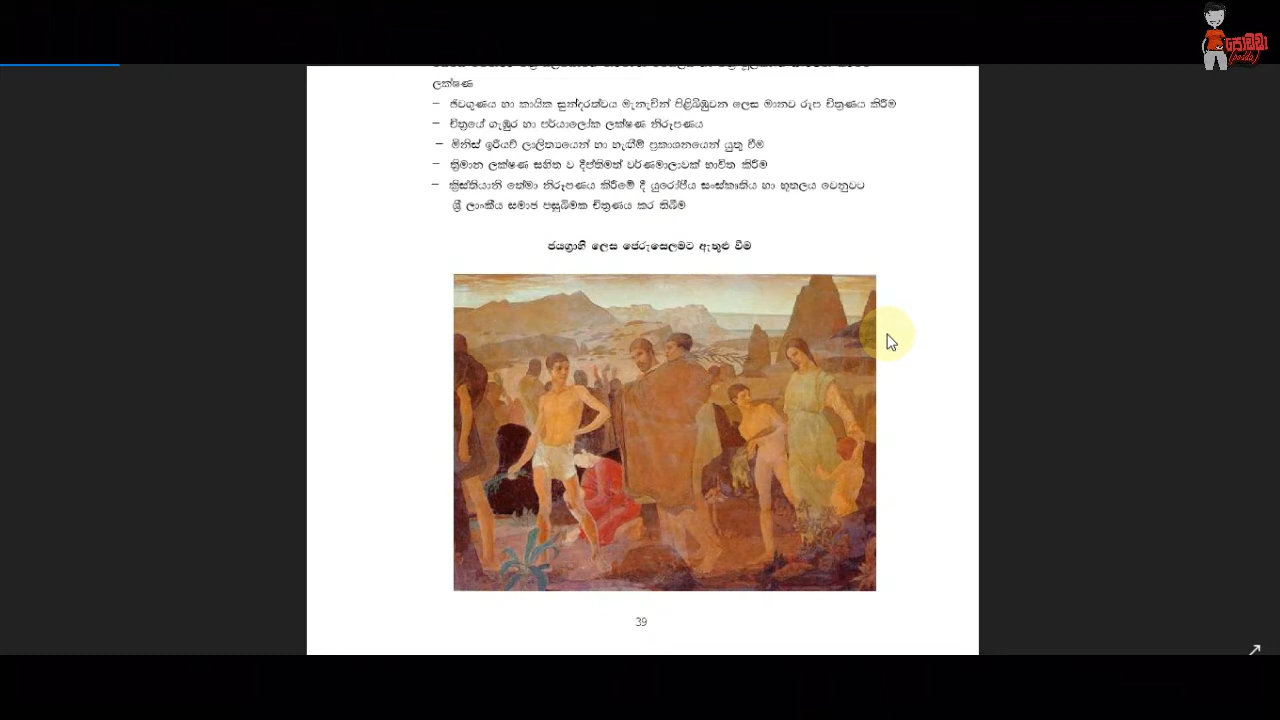 ලක්ෂණ
– ජීවගුණය හා කායික සුන්දරත්වය මැනැවින් පිළිබිඹුවන ලෙස මානව රූප චිත්‍රණය කිරීම
– චිත්‍රයේ ගැඹුර හා පර්යාලෝක ලක්ෂණ නිරූපණය
– මිනිස් ඉරියව් ලාලිත්‍යයෙන් හා හැඟීම් ප්‍රකාශනයෙන් යුතු වීම
– ත්‍රිමාන ලක්ෂණ සහිත ව දීප්තිමත් වර්ණමාලාවක් භාවිත කිරීම
– ක්‍රිස්තියානි තේමා නිරූපණය කිරීමේ දී යුරෝපීය සංස්කෘතිය හා භූතලය වෙනුවට
ශ්‍රී ලාංකීය සමාජ පසුබිමක චිත්‍රණය කර තිබීම
ජයග්‍රාහී ලෙස ජෙරුසෙලමට ඇතුළු වීම
39
පොඩ්ඩා
(podda)